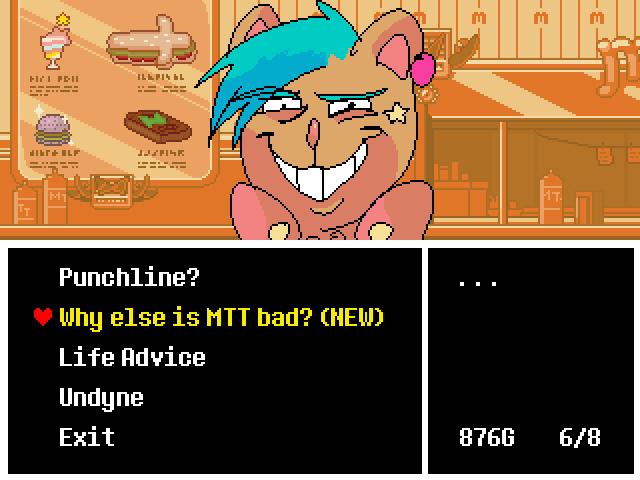 Punchline?
Why else is MTT bad? (NEW)
Life Advice
Undyne
Exit
...
876G 6/8